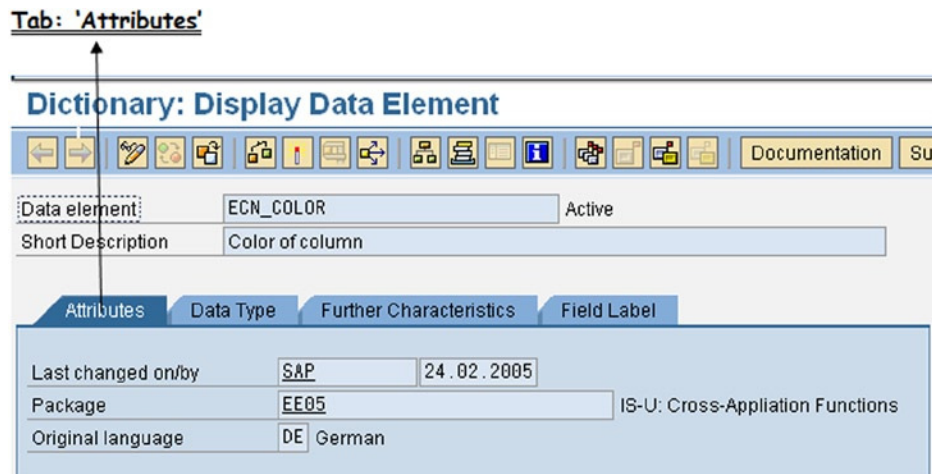 Tab: ‘Attributes’
Dictionary: Display Data Element
Documentation Su
Data element ECN_COLOR Active
Short Description Color of column
Attributes Data Type Further Characteristics Field Label
Last changed on/by SAP 24.02.2005
Package EE05 IS-U: Cross-Appliation Functions
Original language DE German